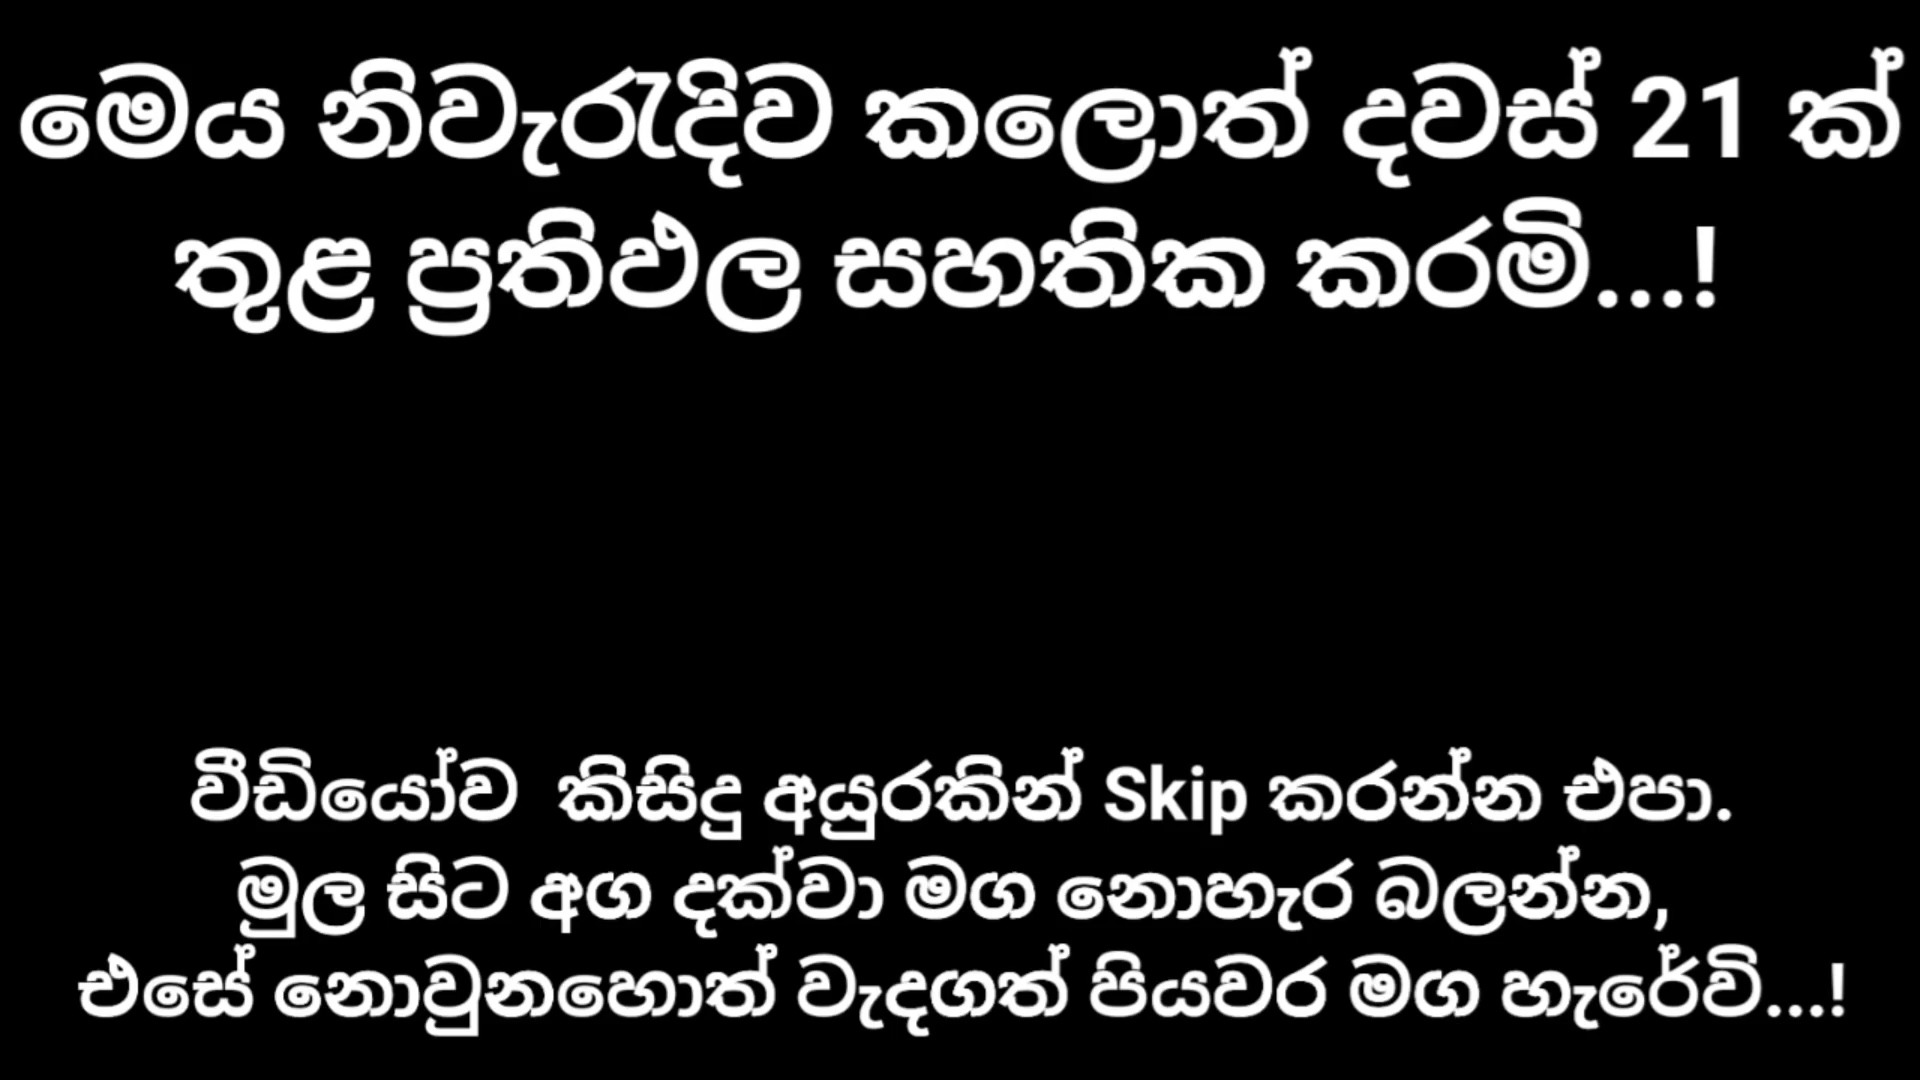 මෙය නිවැරැදිව කලොත් දවස් 21 ක්
තුළ ප්‍රතිඵල සහතික කරමි...!
වීඩියෝව කිසිදු අයුරකින් Skip කරන්න එපා.
මුල සිට අග දක්වා මග නොහැර බලන්න,
එසේ නොවුනහොත් වැදගත් පියවර මග හැරේවි...!